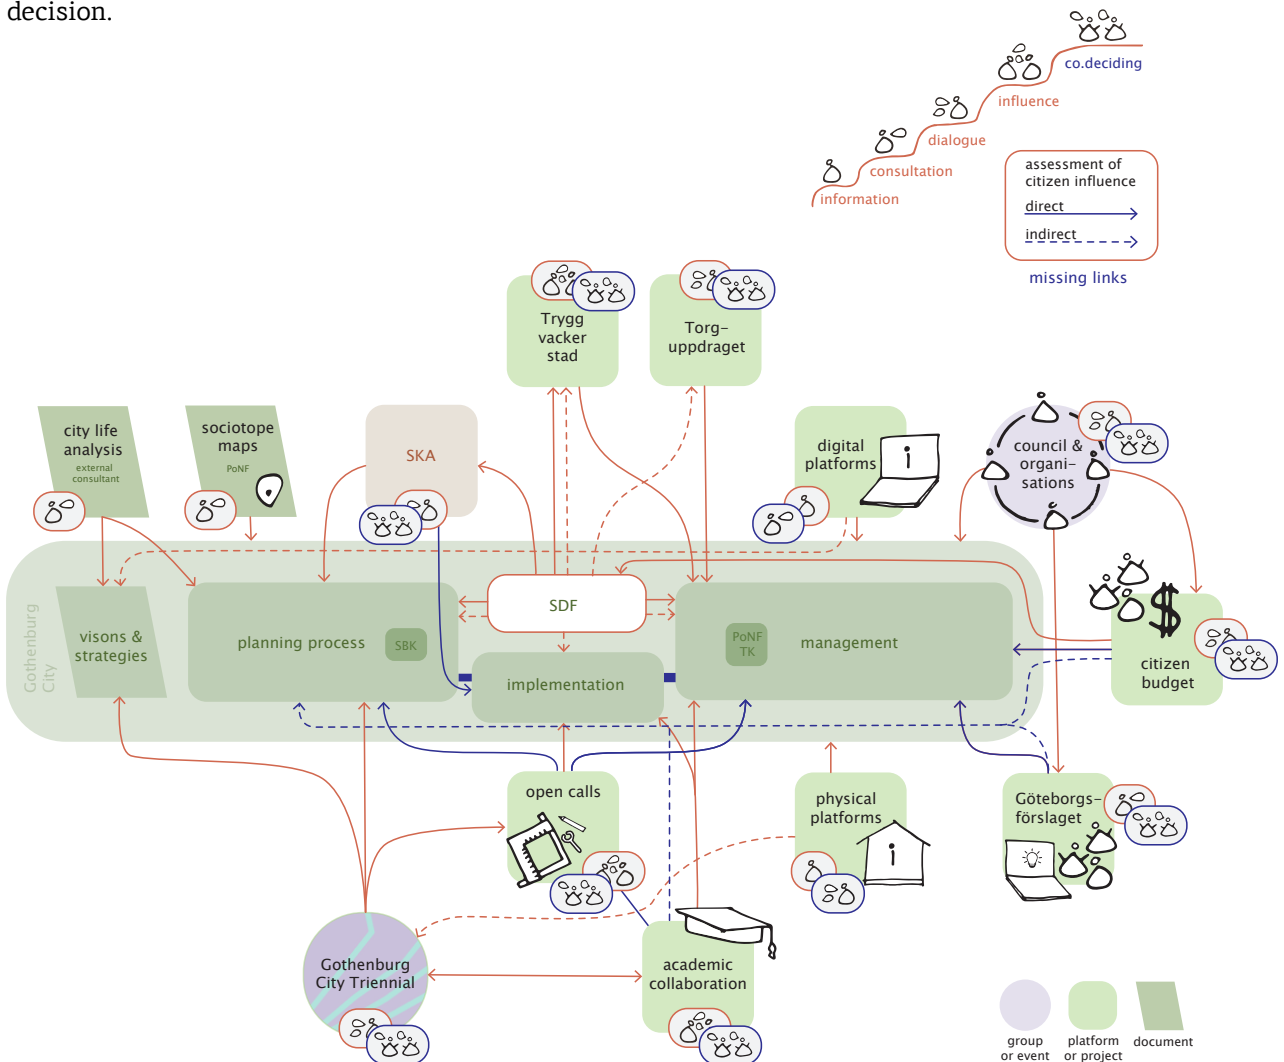 decision.
co.deciding
influence
dialogue
consultation
information
assessment of
citizen influence
direct
indirect
missing links
Trygg
vacker
stad
Torg-
uppdraget
city life
analysis
external
consultant
sociotope
maps
PoNF
SKA
digital
platforms
i
council &
organi-
sations
Gothenburg
City
visons &
strategies
planning process
SBK
SDF
implementation
PoNF
TK
management
$
citizen
budget
open calls
physical
platforms
i
Göteborgs-
förslaget
Gothenburg
City Triennial
academic
collaboration
group
or event
platform
or project
document